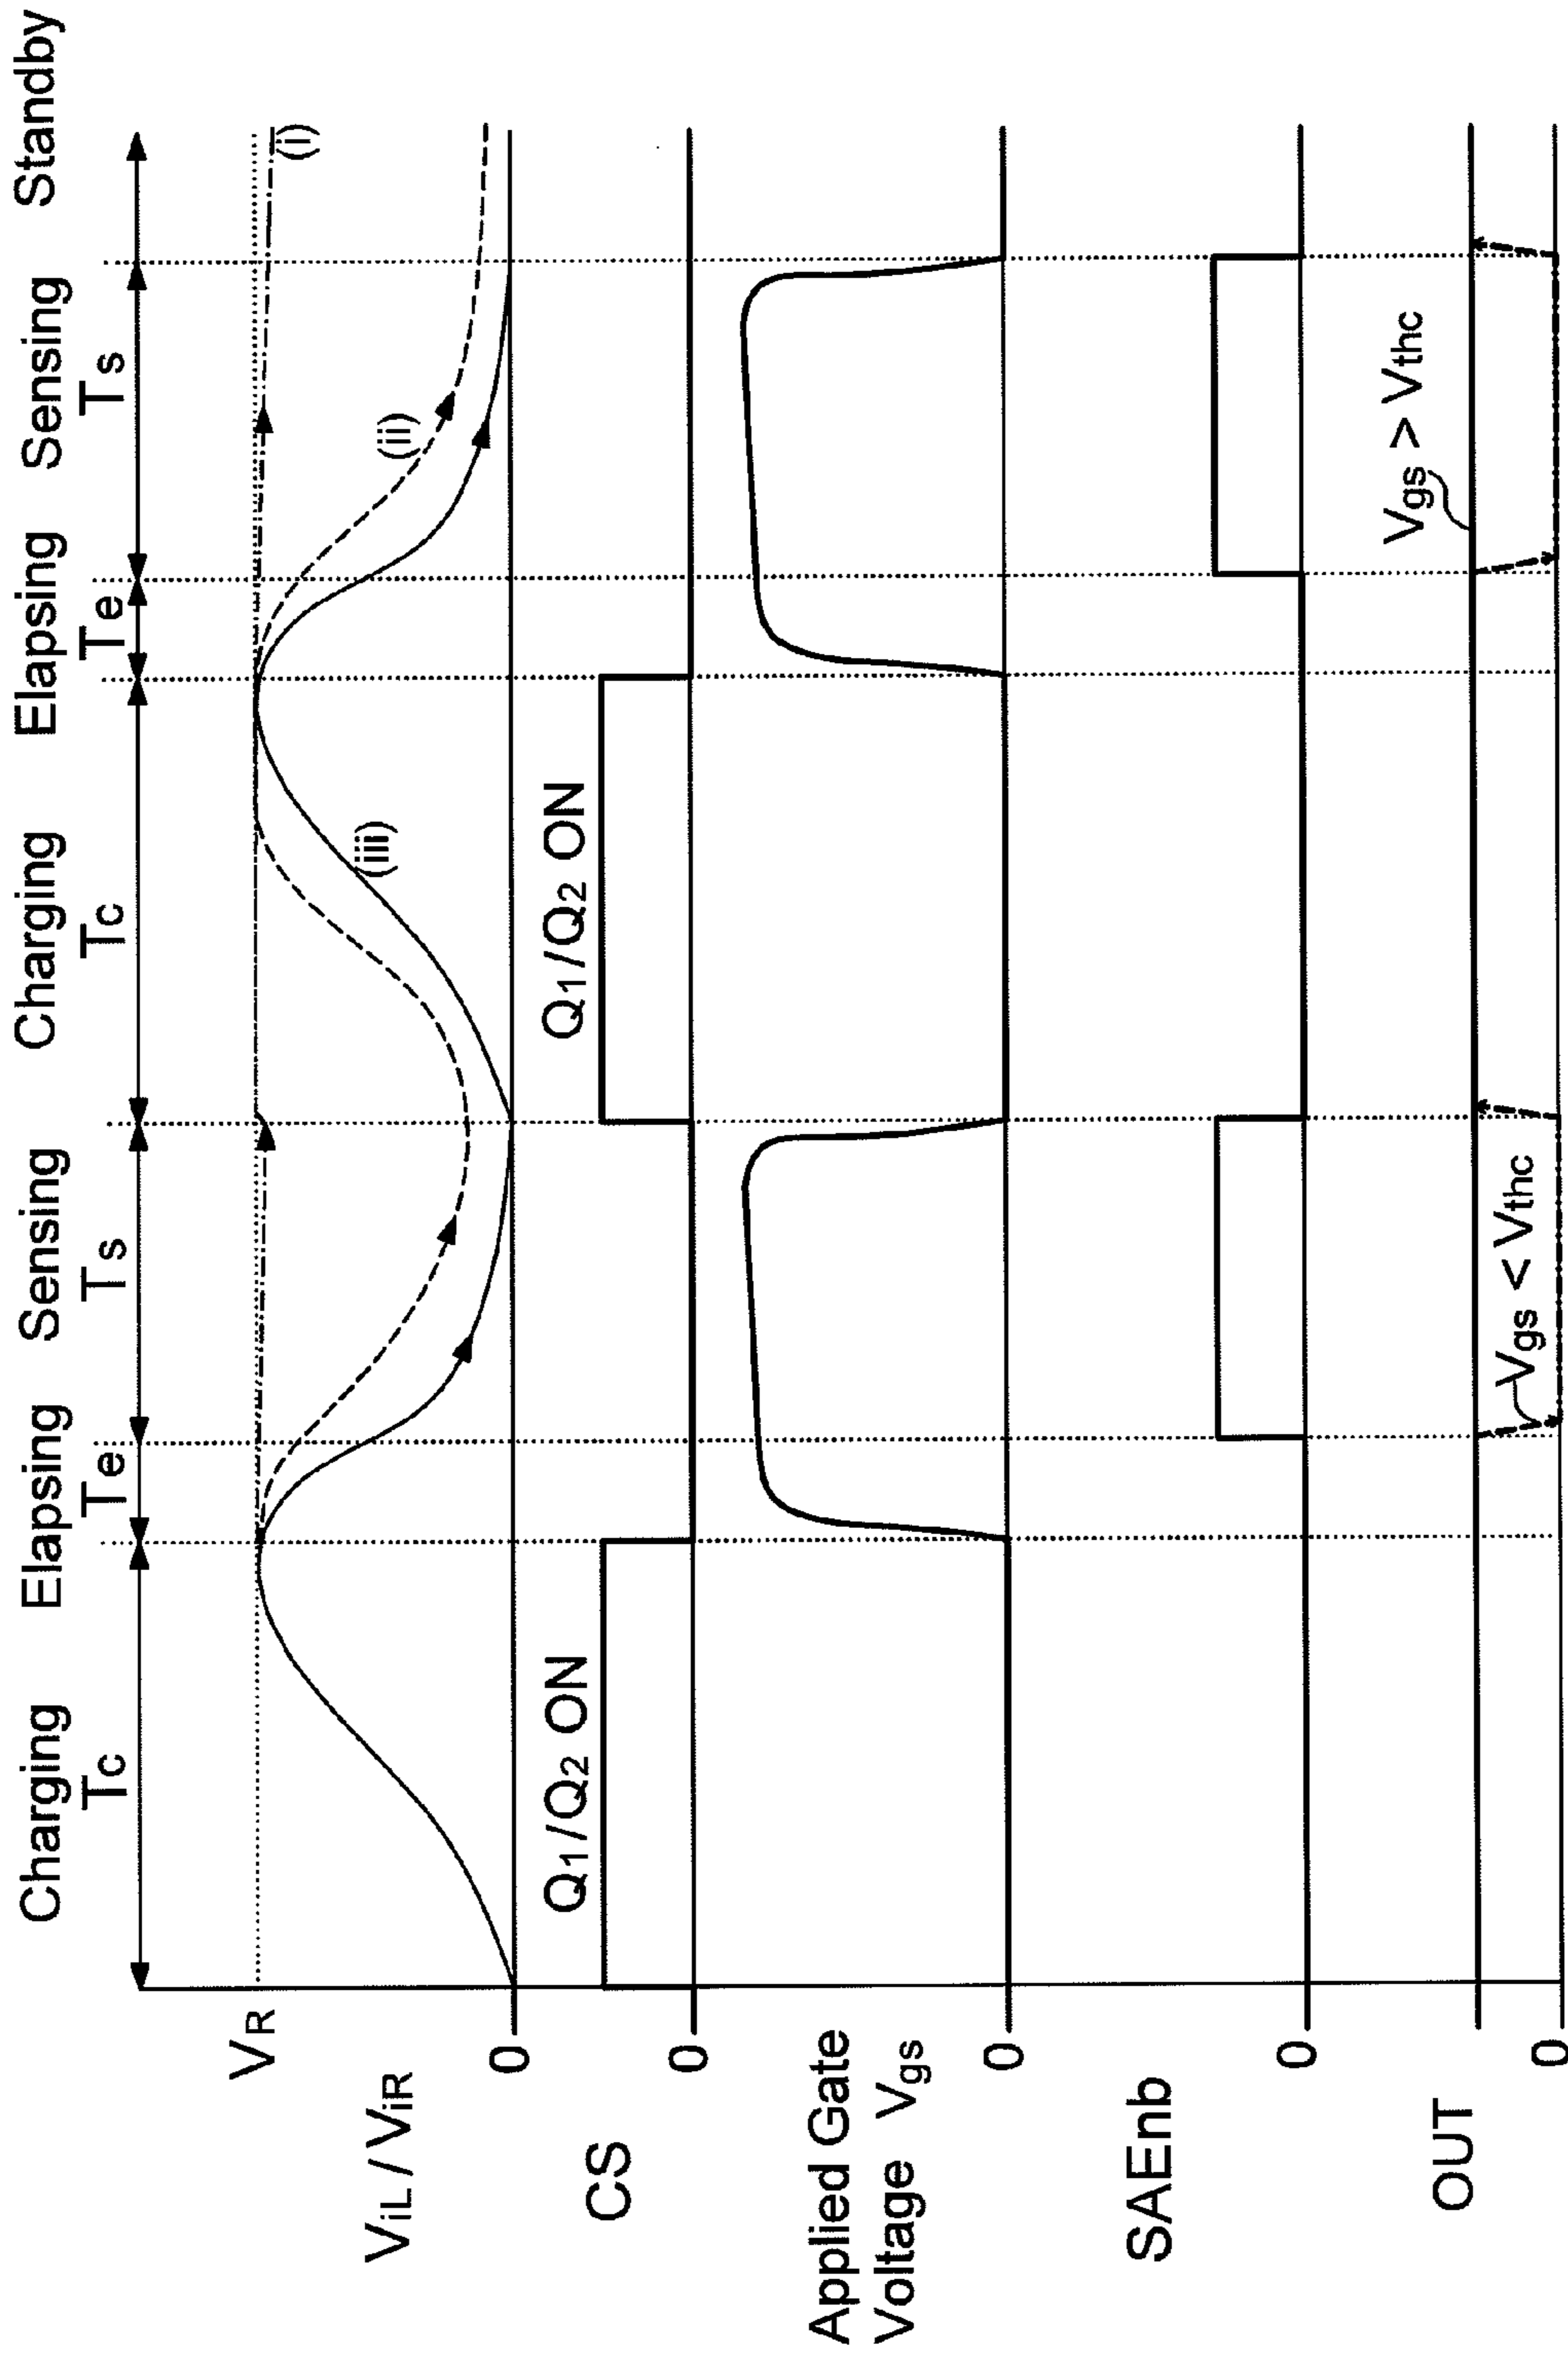 Charging Elapsing Sensing Charging Elapsing Sensing Standby
Tc Te Ts Tc Te Ts
VR
ViL / ViR
0
(i)
(ii)
(iii)
CS
0
Q1/Q2 ON
Q1/Q2 ON
Applied Gate
Voltage Vgs
0
SAEnb
0
OUT
0
Vgs < Vthc
Vgs > Vthc